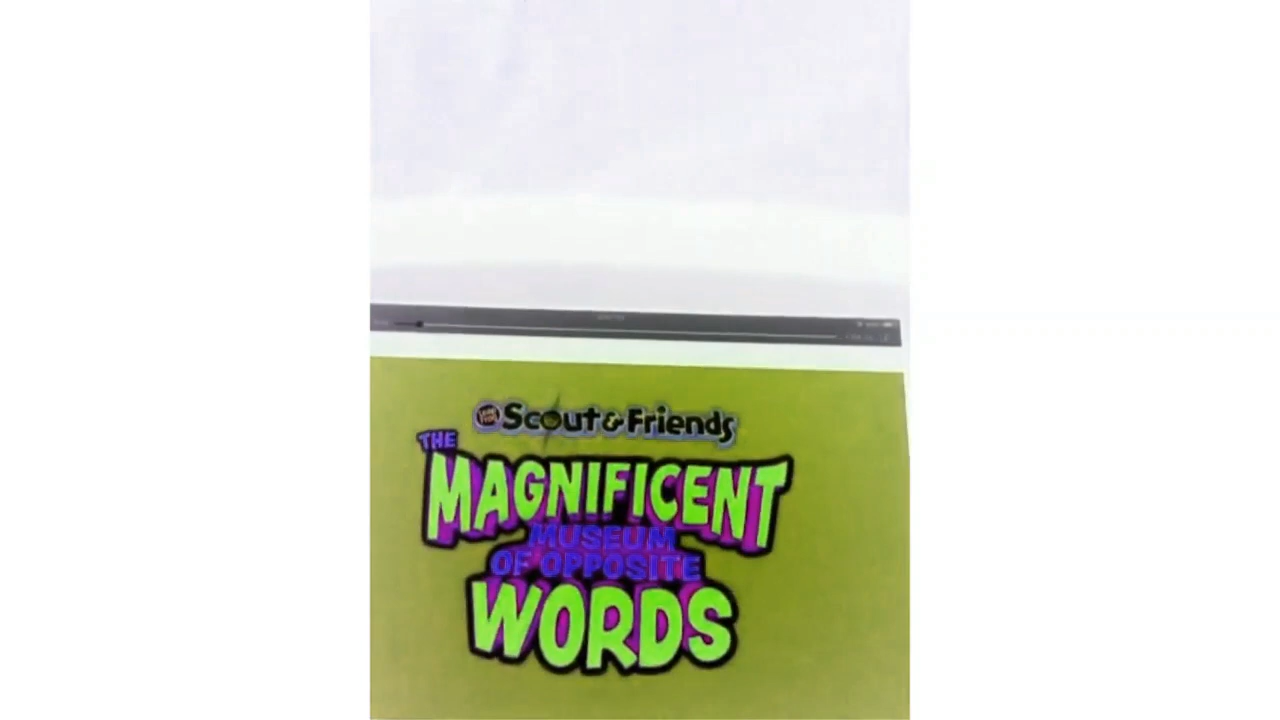 Scout & Friends
THE
MAGNIFICENT
MUSEUM
OF OPPOSITE
WORDS